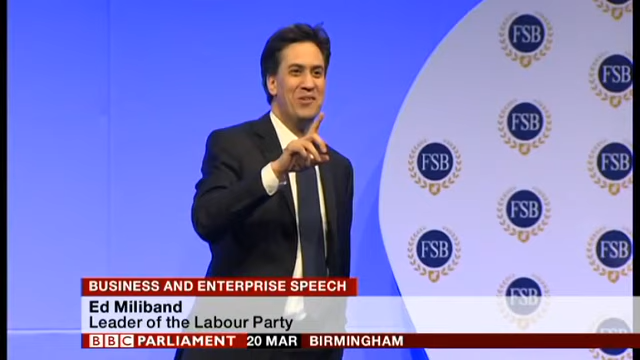 FSB
FSB
FSB
FSB
FSB
FSB
FSB
FSB
FSB
FSB
BUSINESS AND ENTERPRISE SPEECH
Ed Miliband
Leader of the Labour Party
BBC PARLIAMENT 20 MAR BIRMINGHAM